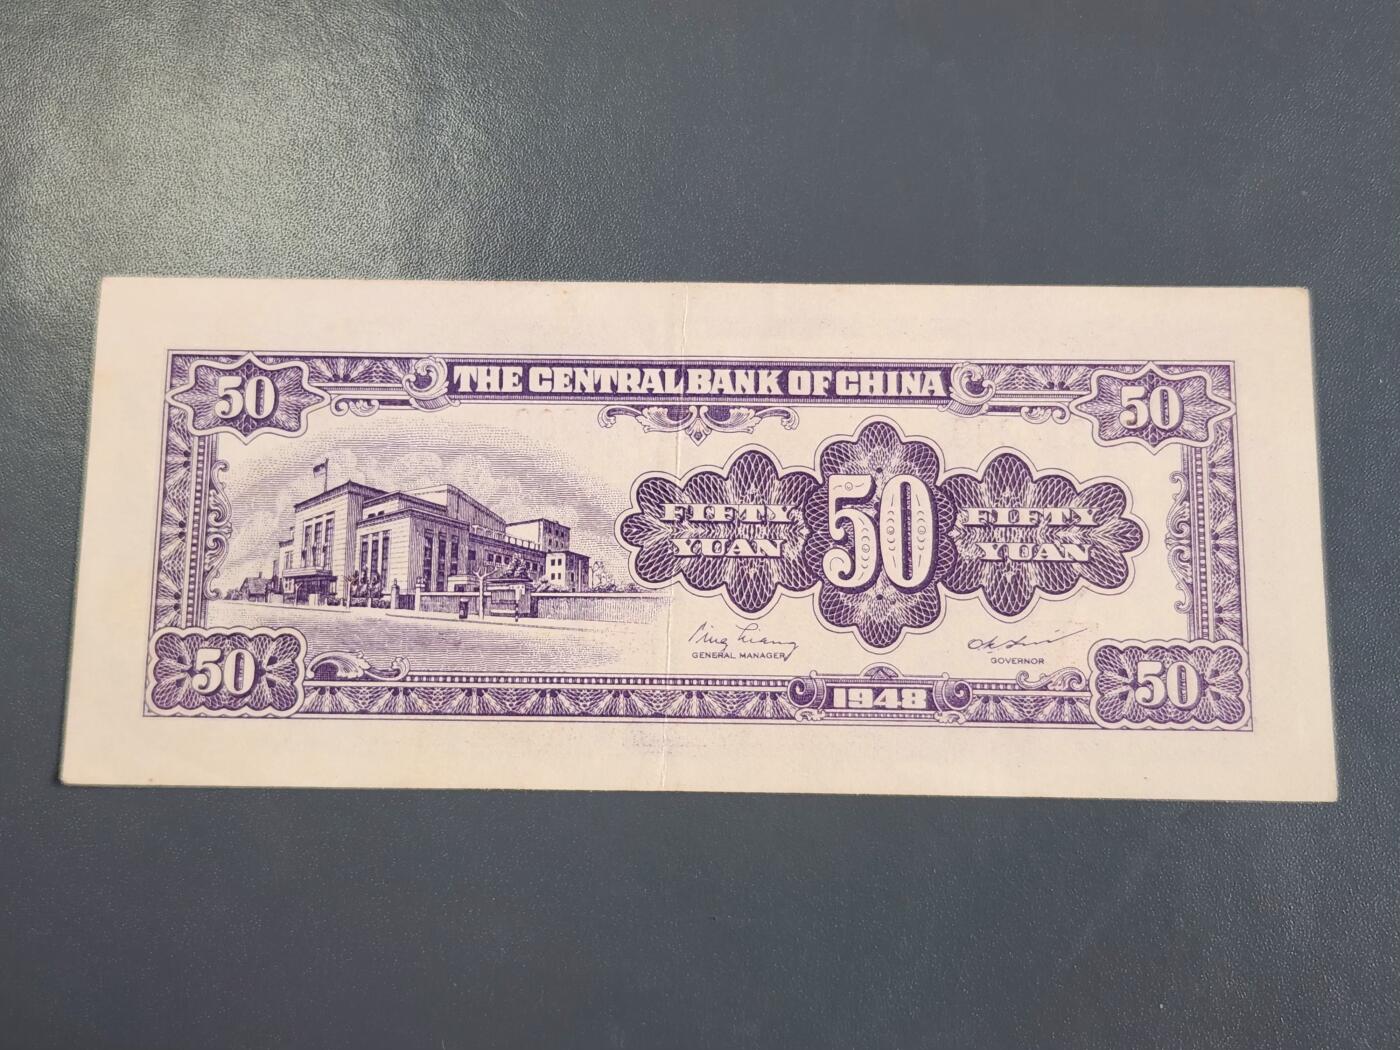 50
THE CENTRAL BANK OF CHINA
50
FIFTY
YUAN
50
FIFTY
YUAN
GENERAL MANAGER
GOVERNOR
50
1948
50